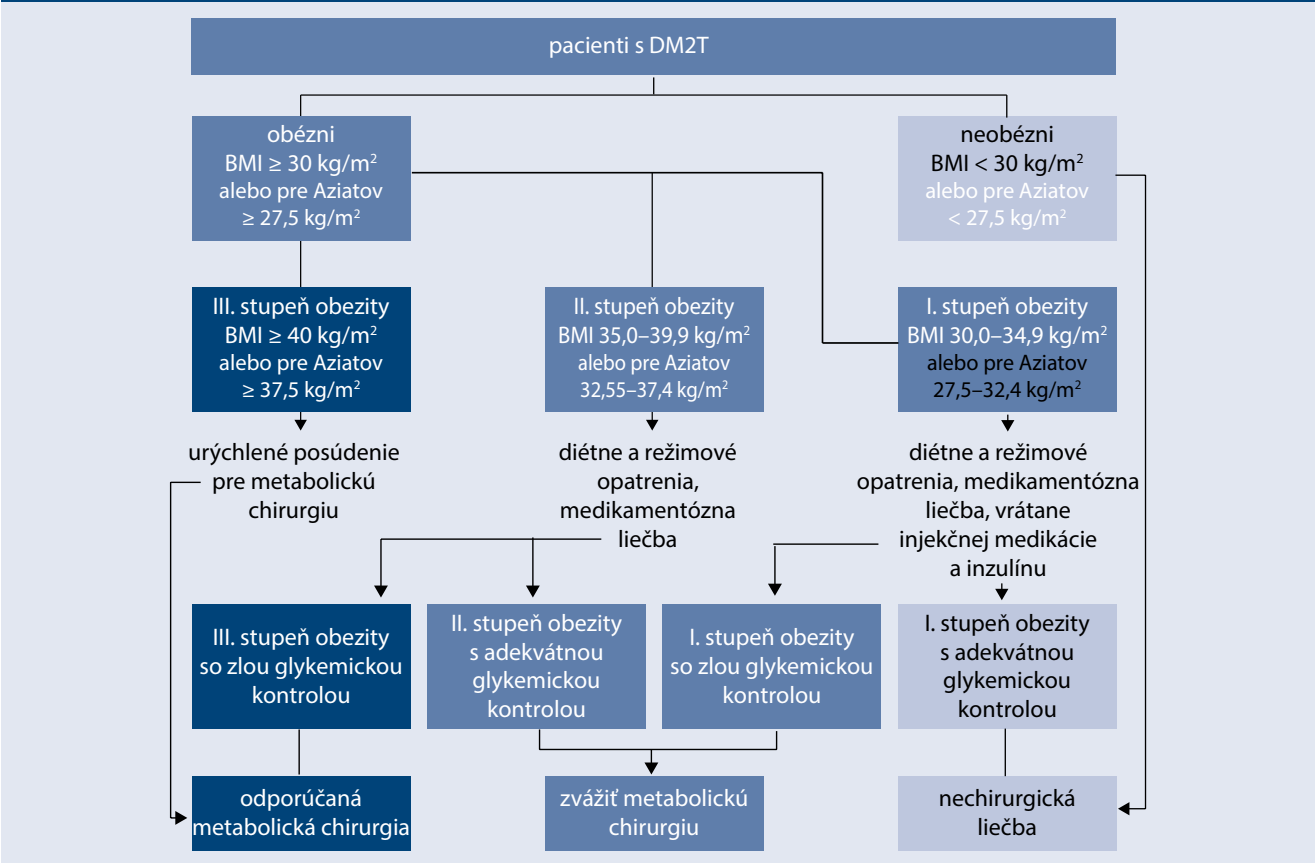 pacienti s DM2T
obézni
BMI ≥ 30 kg/m²
alebo pre Aziatov
≥ 27,5 kg/m²
neobézni
BMI < 30 kg/m²
alebo pre Aziatov
< 27,5 kg/m²
III. stupeň obezity
BMI ≥ 40 kg/m²
alebo pre Aziatov
≥ 37,5 kg/m²
II. stupeň obezity
BMI 35,0–39,9 kg/m²
alebo pre Aziatov
32,55–37,4 kg/m²
I. stupeň obezity
BMI 30,0–34,9 kg/m²
alebo pre Aziatov
27,5–32,4 kg/m²
urýchlené posúdenie
pre metabolickú
chirurgiu
diétne a režimové
opatrenia,
medikamentózna
liečba
diétne a režimové
opatrenia, medikamentózna
liečba, vrátane
injekčnej medikácie
a inzulínu
III. stupeň obezity
so zlou glykemickou
kontrolou
II. stupeň obezity
s adekvátnou
glykemickou
kontrolou
I. stupeň obezity
so zlou glykemickou
kontrolou
I. stupeň obezity
s adekvátnou
glykemickou
kontrolou
odporúčaná
metabolická chirurgia
zvážiť metabolickú
chirurgiu
nechirurgická
liečba